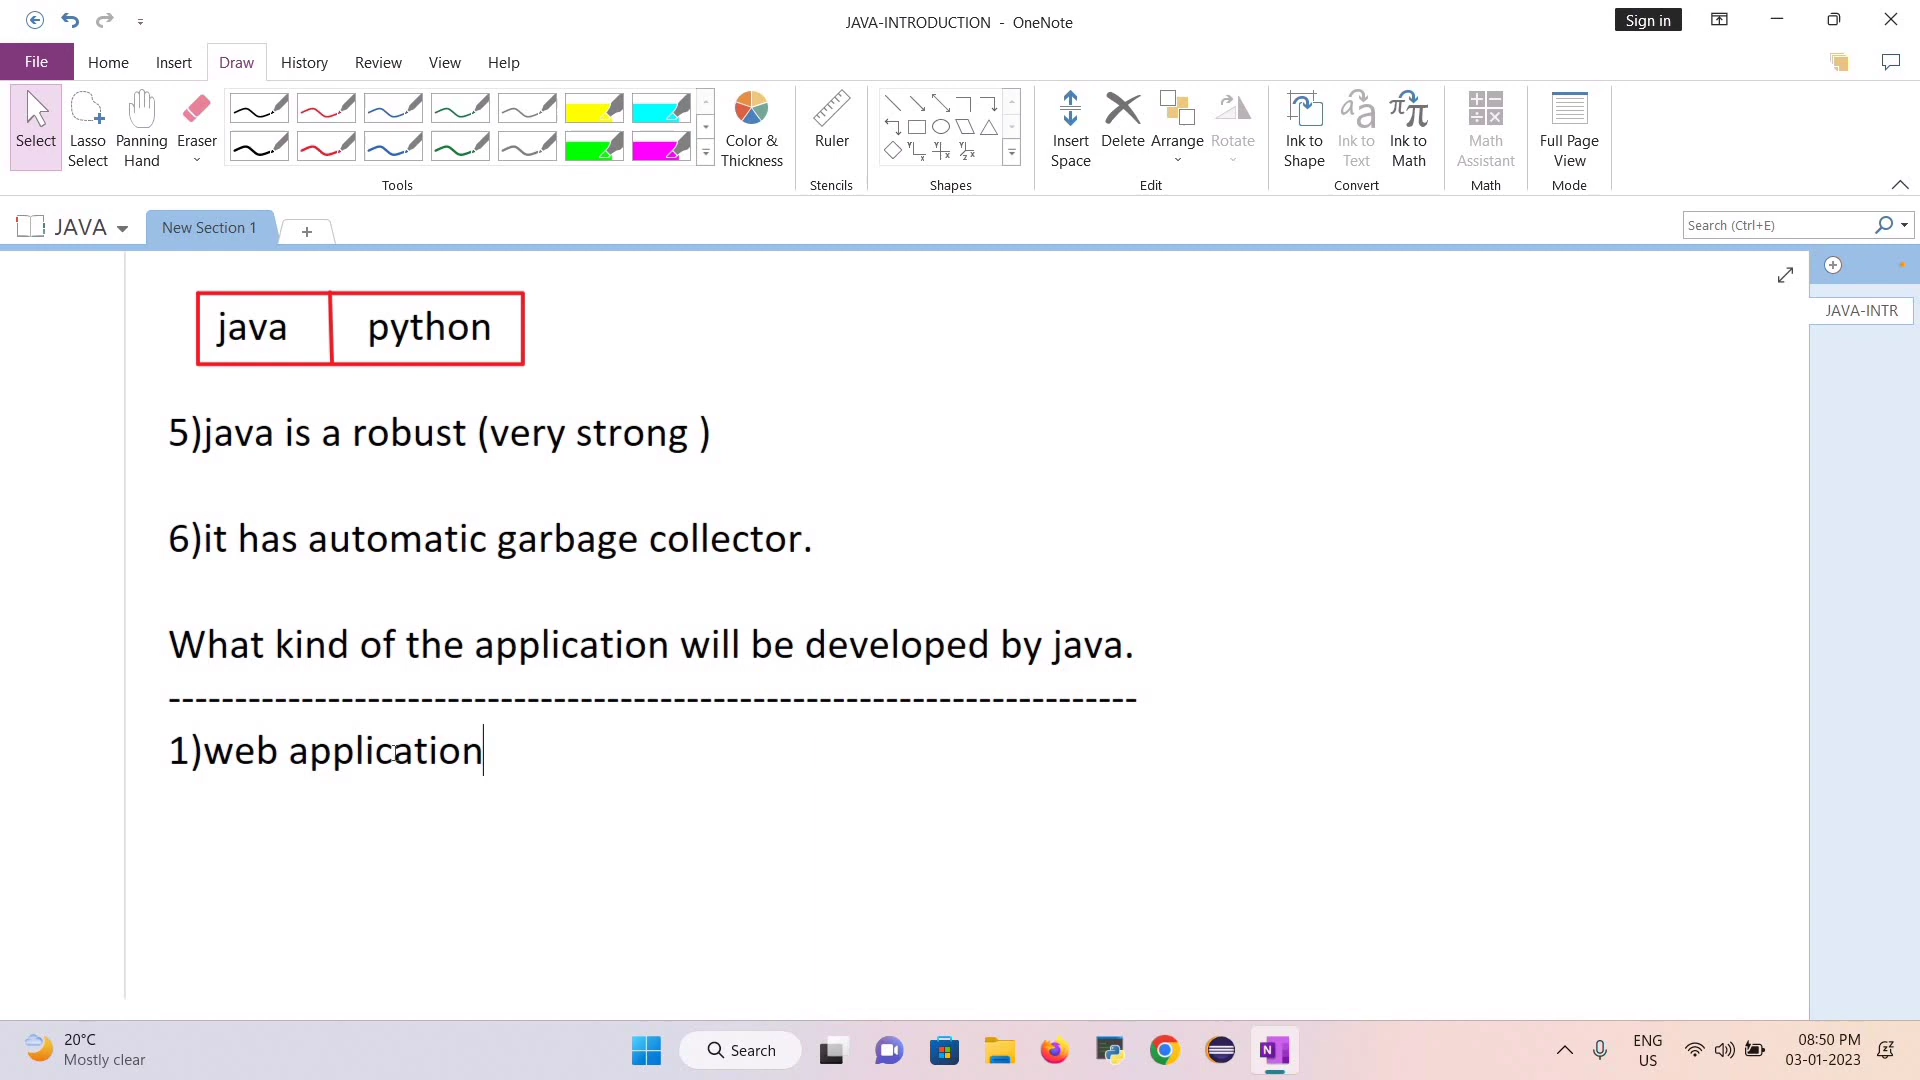 JAVA-INTRODUCTION - OneNote
Sign in
File Home Insert Draw History Review View Help
Select
Lasso Select
Panning Hand
Eraser
Color & Thickness
Ruler
Insert Space
Delete
Arrange
Rotate
Ink to Shape
Ink to Text
Ink to Math
Math Assistant
Full Page View
Tools Stencils Shapes Edit Convert Math Mode
JAVA New Section 1 +
Search (Ctrl+E)
JAVA-INTR
java python
5)java is a robust (very strong )
6)it has automatic garbage collector.
What kind of the application will be developed by java.
-------------------------------------------------------------------------
1)web application
20°C
Mostly clear
Search
ENG
US
08:50 PM
03-01-2023